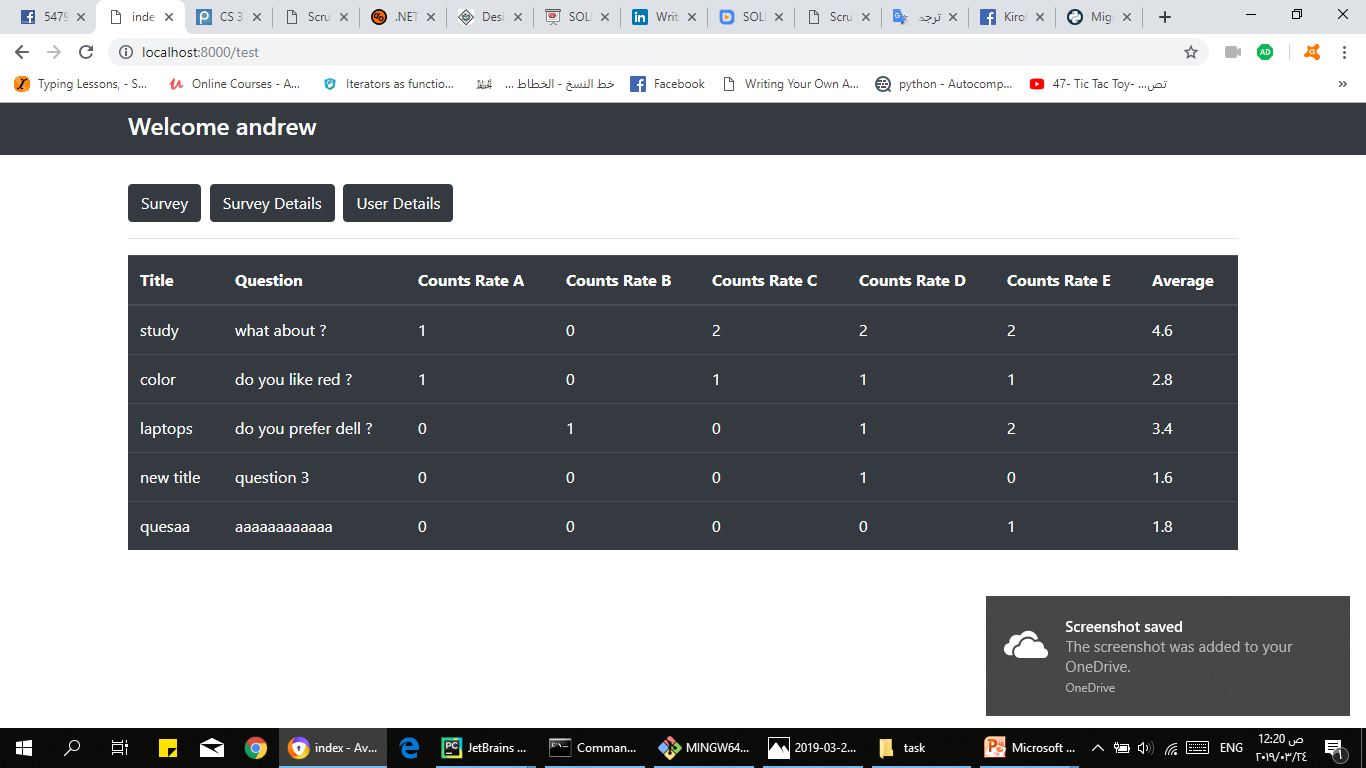 5479 inde CS 3 Scru .NET Desi SOLI Writ SOLI Scru ترجم Kirol Migr
localhost:8000/test AD
Typing Lessons, - S... Online Courses - A... Iterators as functio... خط النسخ - الخطاط ... Facebook Writing Your Own A... python - Autocomp... 47- Tic Tac Toy- ...تص »
Welcome andrew
Survey Survey Details User Details
Title Question Counts Rate A Counts Rate B Counts Rate C Counts Rate D Counts Rate E Average
study what about ? 1 0 2 2 2 4.6
color do you like red ? 1 0 1 1 1 2.8
laptops do you prefer dell ? 0 1 0 1 2 3.4
new title question 3 0 0 0 1 0 1.6
quesaa aaaaaaaaaaaa 0 0 0 0 1 1.8
Screenshot saved
The screenshot was added to your
OneDrive.
OneDrive
index - Av... JetBrains ... Comman... MINGW64... 2019-03-2... task Microsoft ... ENG 12:20 ص
٢٠١٩/٠٣/٢٤